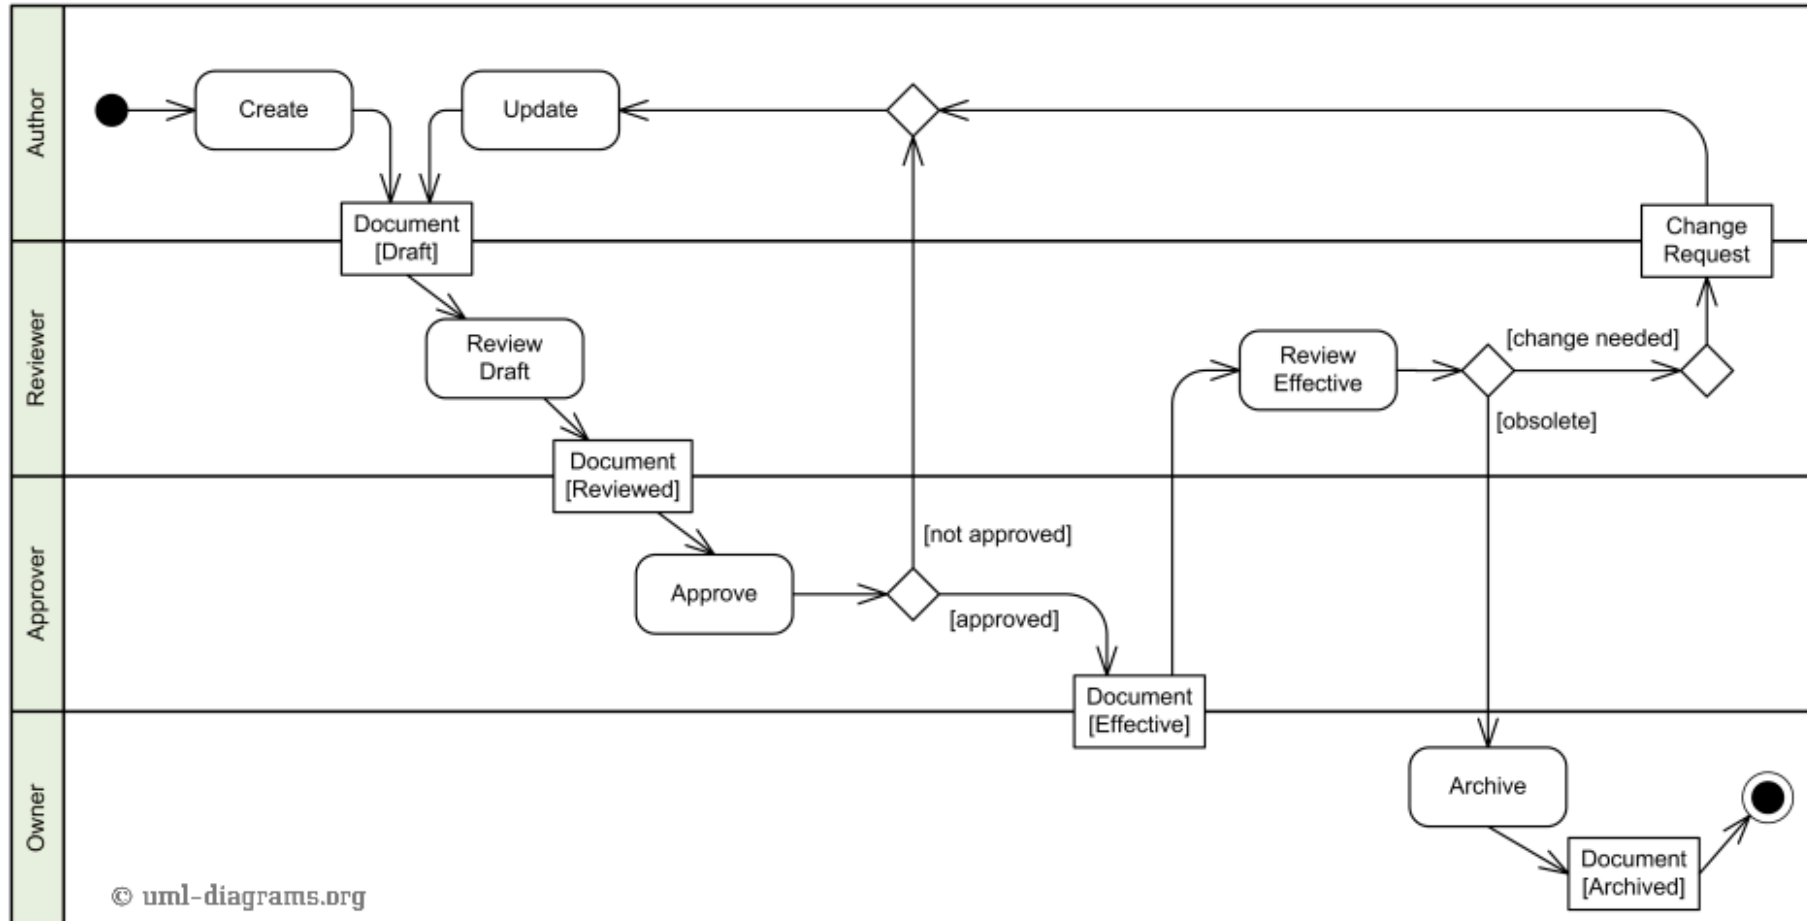 Author
Create
Update
Document
[Draft]
Change
Request
Reviewer
Review
Draft
Review
Effective
[change needed]
[obsolete]
Document
[Reviewed]
Approver
[not approved]
Approve
[approved]
Document
[Effective]
Owner
Archive
Document
[Archived]
© uml-diagrams.org